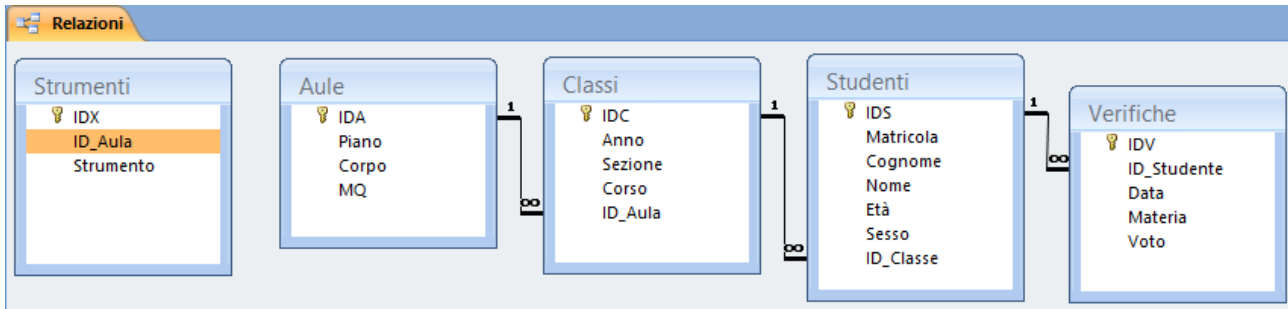 Relazioni
Strumenti
IDX
ID_Aula
Strumento
Aule
IDA
Piano
Corpo
MQ
1
∞
Classi
IDC
Anno
Sezione
Corso
ID_Aula
1
∞
Studenti
IDS
Matricola
Cognome
Nome
Età
Sesso
ID_Classe
1
∞
Verifiche
IDV
ID_Studente
Data
Materia
Voto